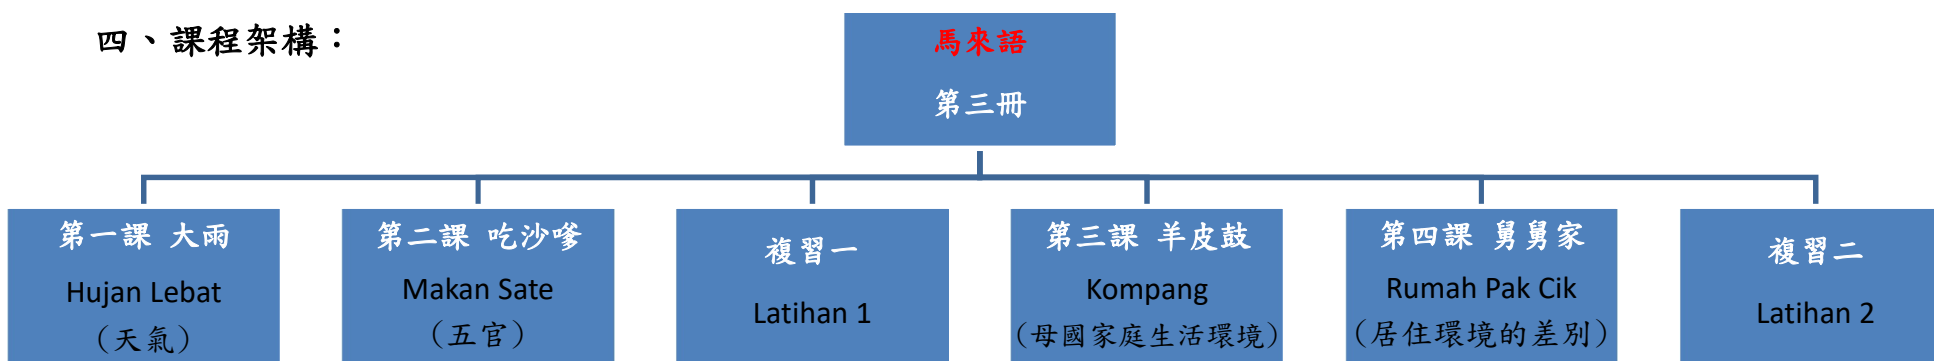 四、課程架構：
馬來語
第三冊
第一課 大雨
Hujan Lebat
（天氣）
第二課 吃沙嗲
Makan Sate
（五官）
複習一
Latihan 1
第三課 羊皮鼓
Kompang
（母國家庭生活環境）
第四課 舅舅家
Rumah Pak Cik
（居住環境的差別）
複習二
Latihan 2